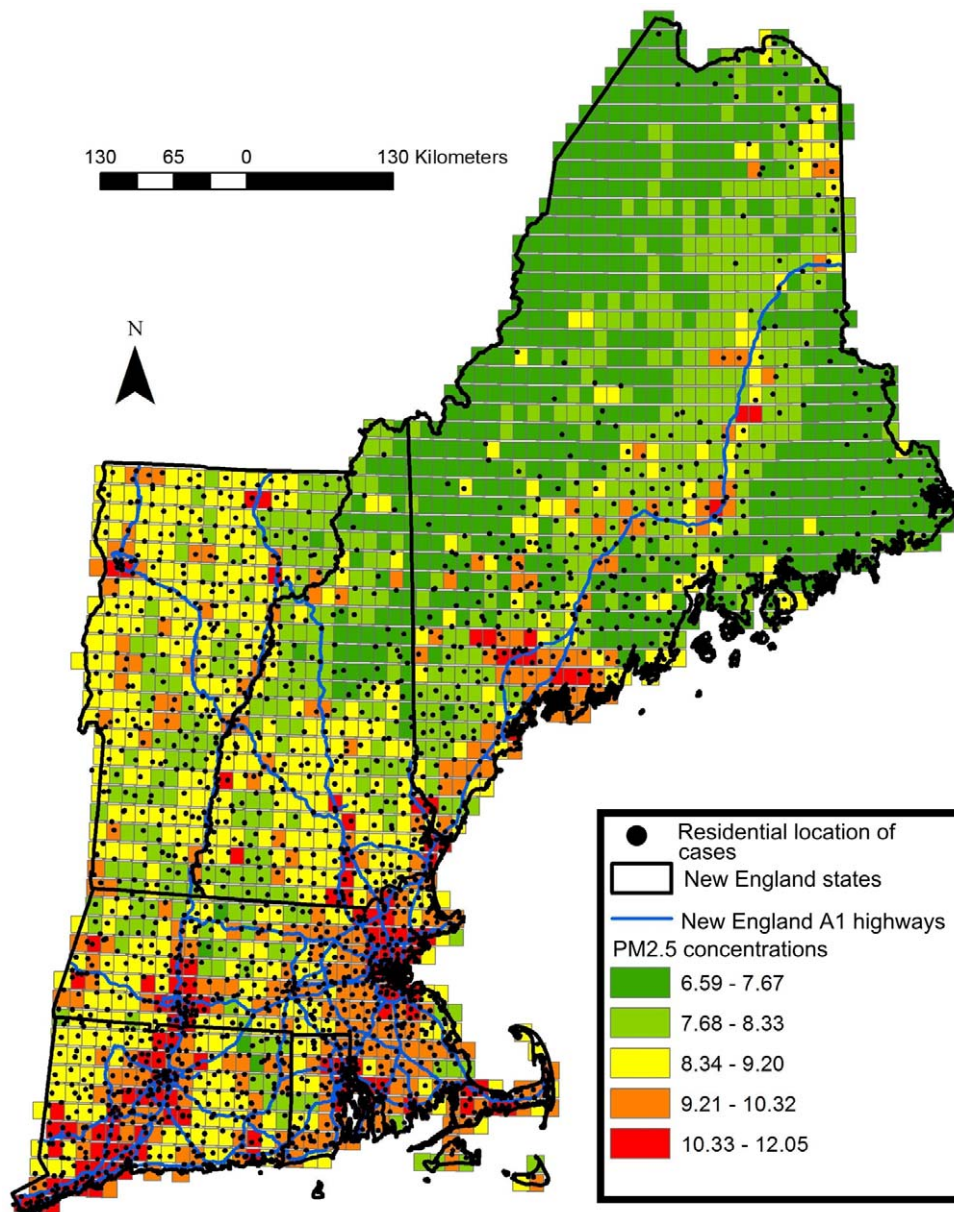 130 65 0 130 Kilometers
N
Residential location of
cases
New England states
New England A1 highways
PM2.5 concentrations
6.59 - 7.67
7.68 - 8.33
8.34 - 9.20
9.21 - 10.32
10.33 - 12.05